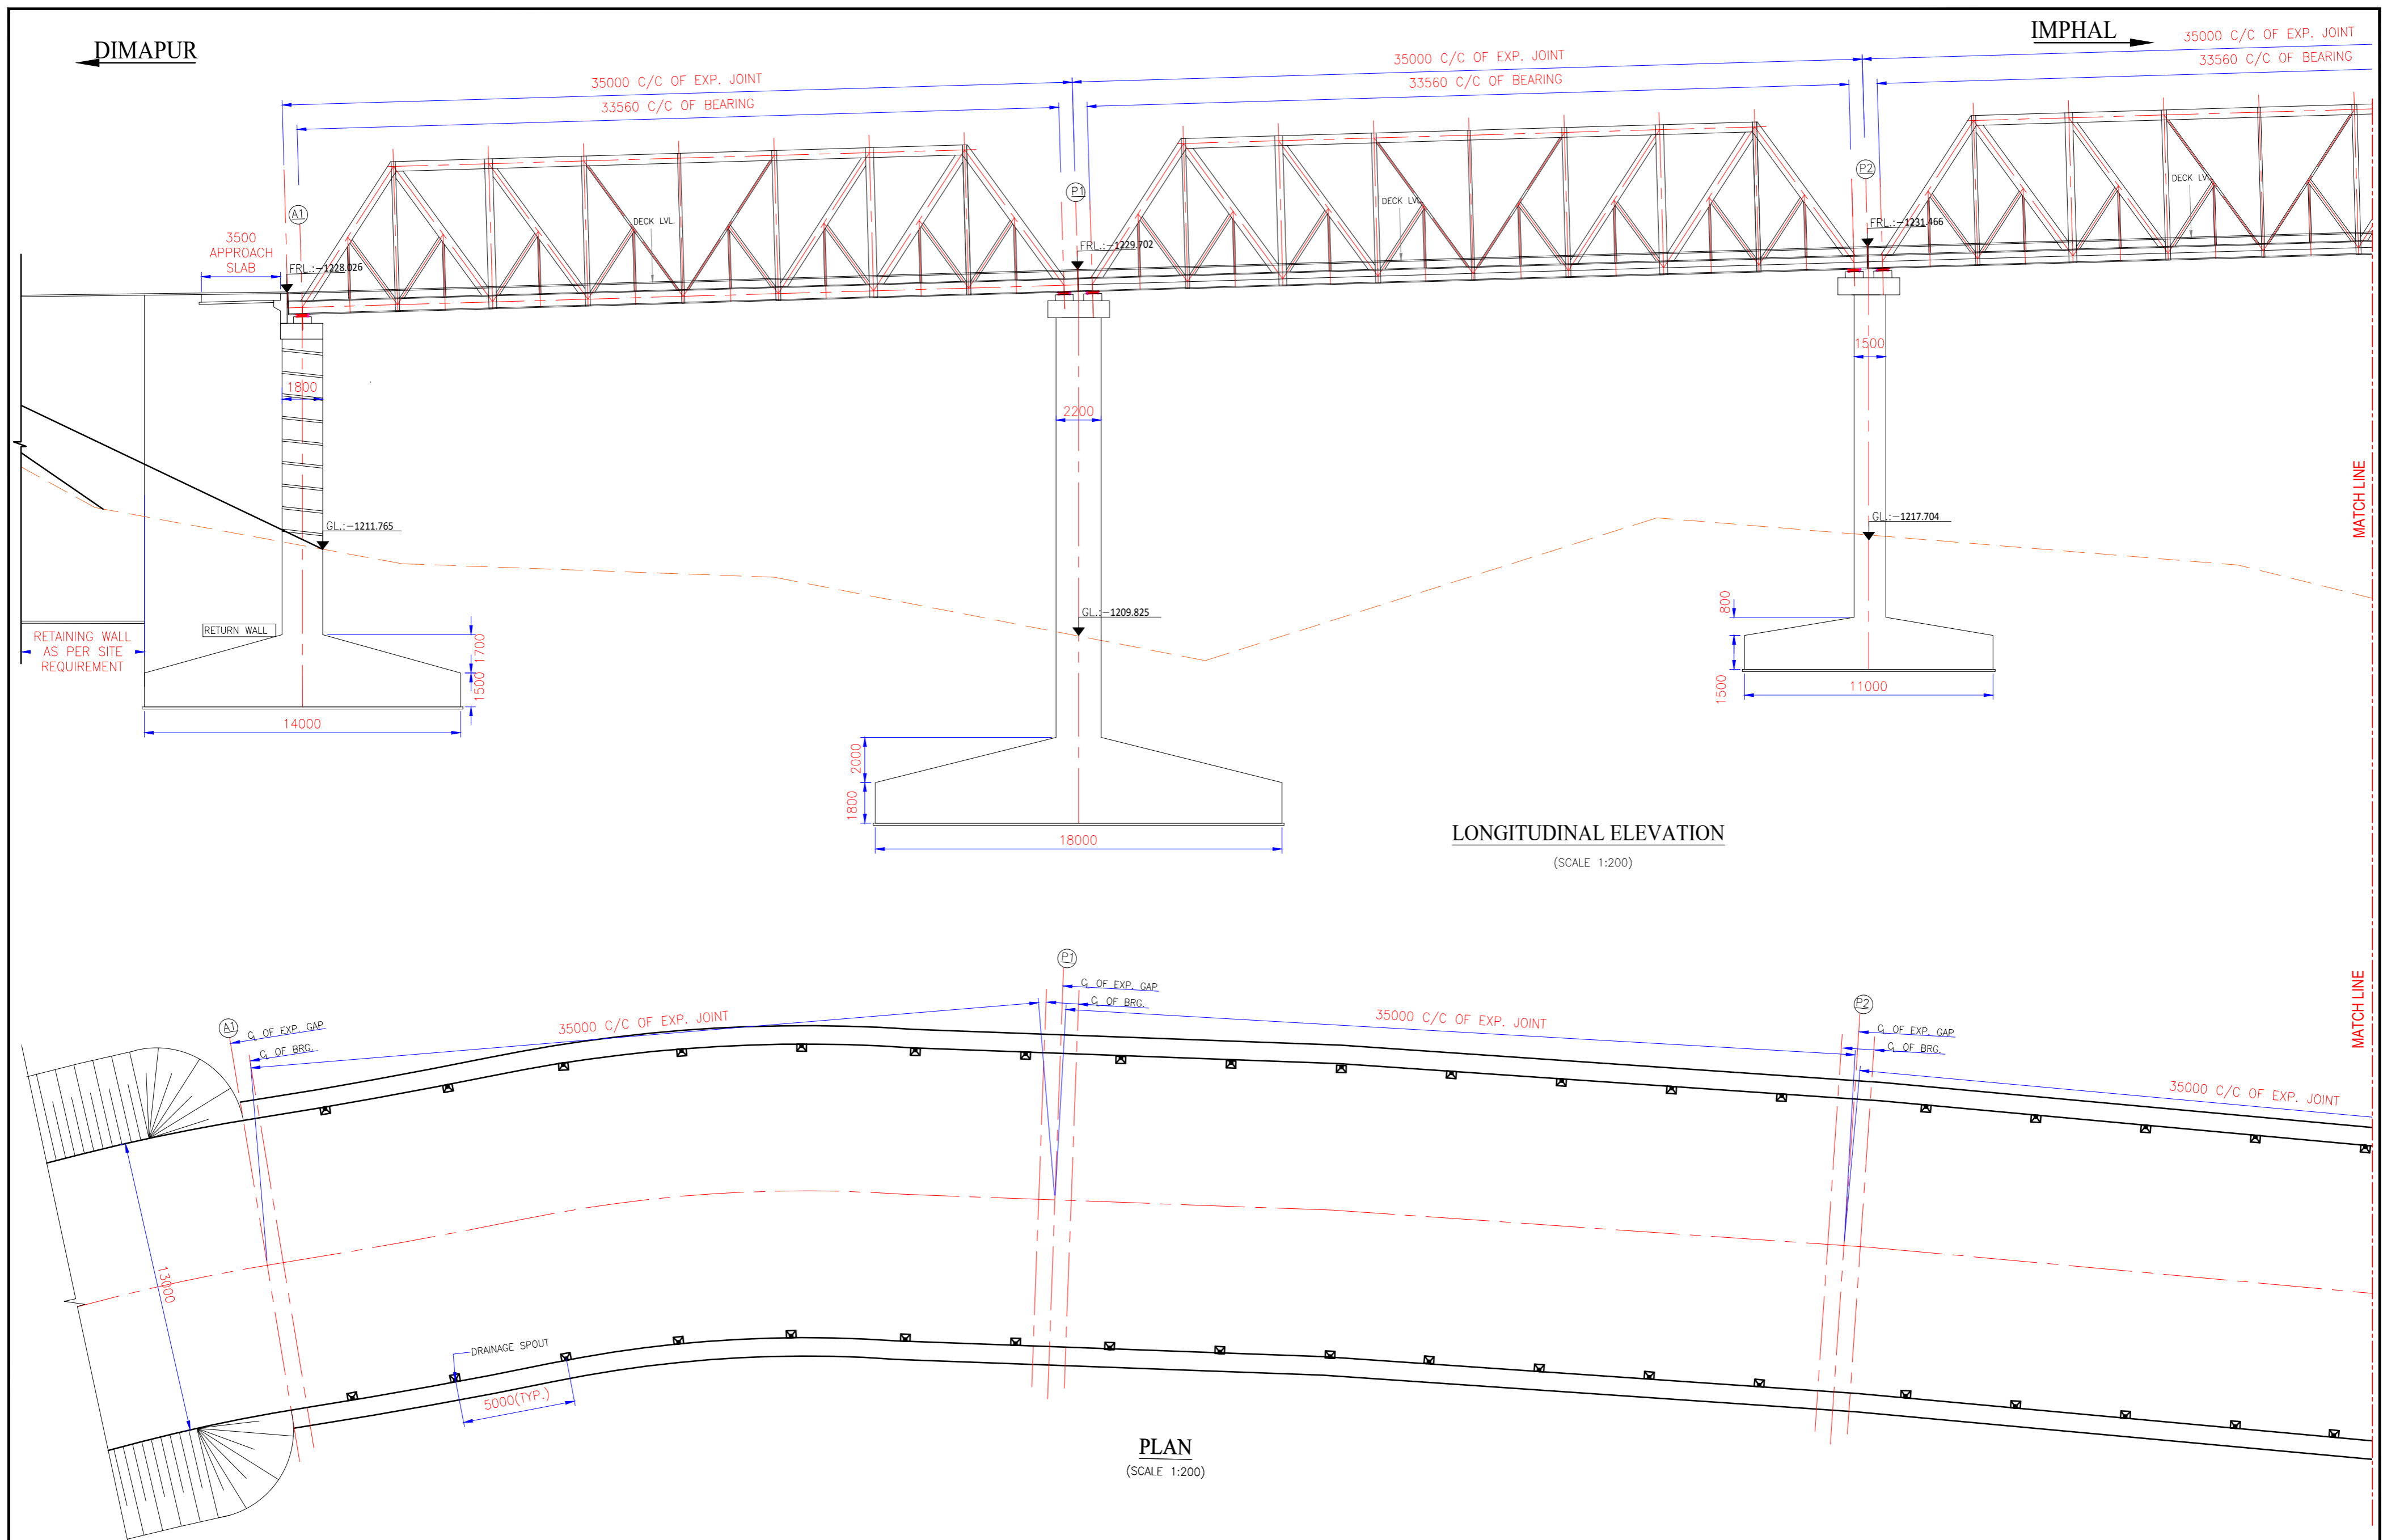 DIMAPUR
IMPHAL
35000 C/C OF EXP. JOINT
35000 C/C OF EXP. JOINT
35000 C/C OF EXP. JOINT
33560 C/C OF BEARING
33560 C/C OF BEARING
33560 C/C OF BEARING
A1
P1
P2
DECK LVL.
DECK LVL.
DECK LVL.
3500
APPROACH
SLAB
FRL.:-1228.026
FRL.:-1229.702
FRL.:-1231.466
1800
2200
1500
GL.:-1211.765
GL.:-1209.825
GL.:-1217.704
MATCH LINE
RETAINING WALL
AS PER SITE
REQUIREMENT
RETURN WALL
1700
1500
14000
2000
1800
18000
800
1500
11000
LONGITUDINAL ELEVATION
(SCALE 1:200)
P1
C OF EXP. GAP
L OF BRG.
A1
C OF EXP. GAP
C OF BRG.
35000 C/C OF EXP. JOINT
35000 C/C OF EXP. JOINT
P2
C OF EXP. GAP
C OF BRG.
35000 C/C OF EXP. JOINT
MATCH LINE
13000
DRAINAGE SPOUT
5000(TYP.)
PLAN
(SCALE 1:200)